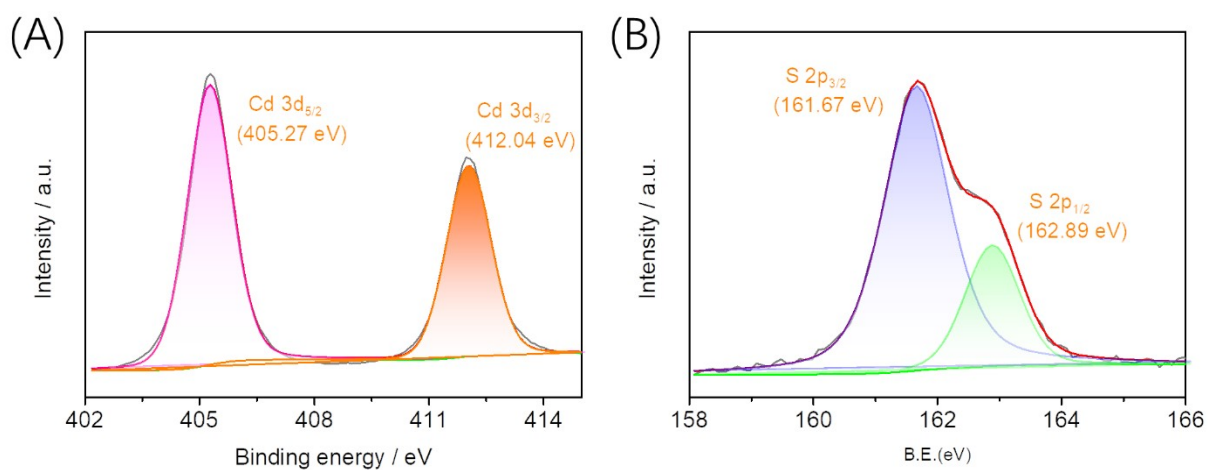 (A)
Intensity / a.u.
Cd 3d5/2
(405.27 eV)
Cd 3d3/2
(412.04 eV)
402 405 408 411 414
Binding energy / eV
(B)
Intensity / a.u.
S 2p3/2
(161.67 eV)
S 2p1/2
(162.89 eV)
158 160 162 164 166
B.E.(eV)